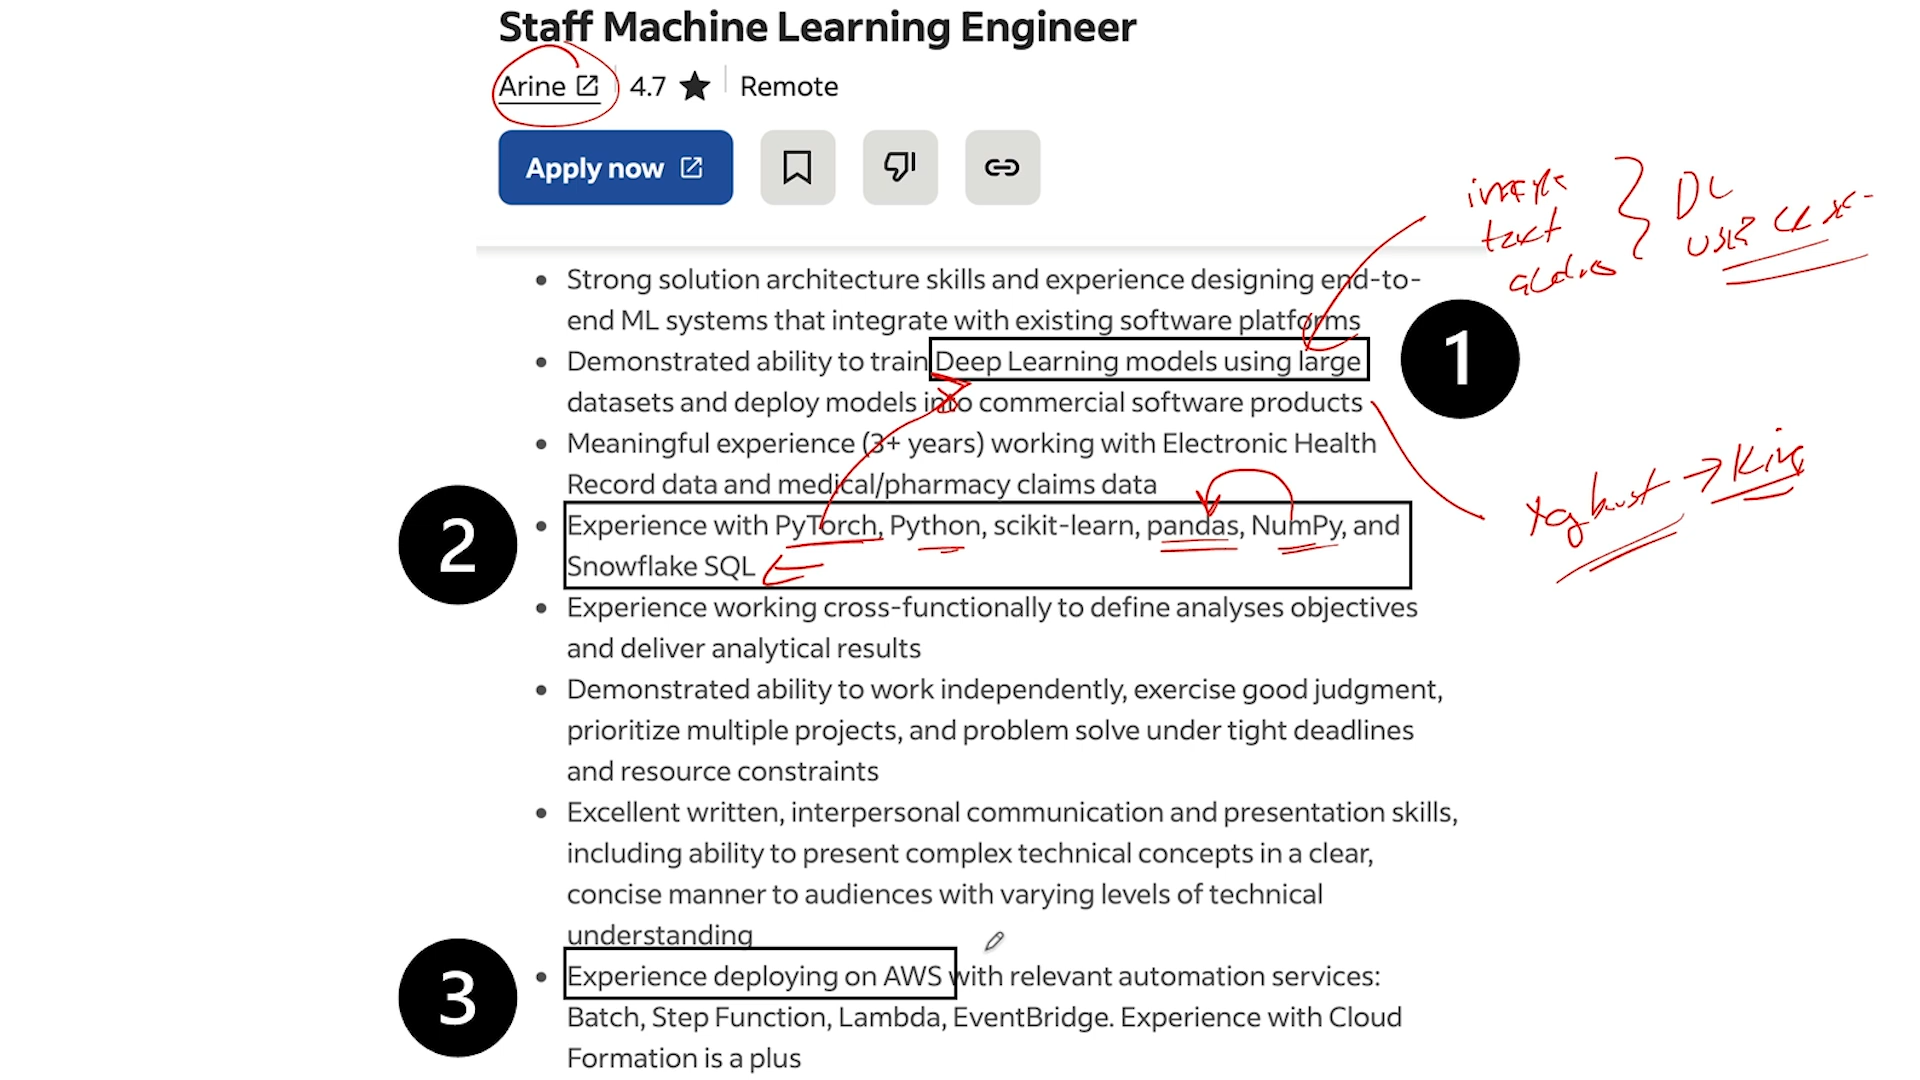 Staff Machine Learning Engineer
Arine 4.7 ★ Remote
Apply now
image
text
audio
DL
use
• Strong solution architecture skills and experience designing end-to-
end ML systems that integrate with existing software platforms
1
• Demonstrated ability to train Deep Learning models using large
datasets and deploy models into commercial software products
• Meaningful experience (3+ years) working with Electronic Health
Record data and medical/pharmacy claims data
Xgboost → King
2
• Experience with PyTorch, Python, scikit-learn, pandas, NumPy, and
Snowflake SQL
• Experience working cross-functionally to define analyses objectives
and deliver analytical results
• Demonstrated ability to work independently, exercise good judgment,
prioritize multiple projects, and problem solve under tight deadlines
and resource constraints
• Excellent written, interpersonal communication and presentation skills,
including ability to present complex technical concepts in a clear,
concise manner to audiences with varying levels of technical
understanding
3
• Experience deploying on AWS with relevant automation services:
Batch, Step Function, Lambda, EventBridge. Experience with Cloud
Formation is a plus